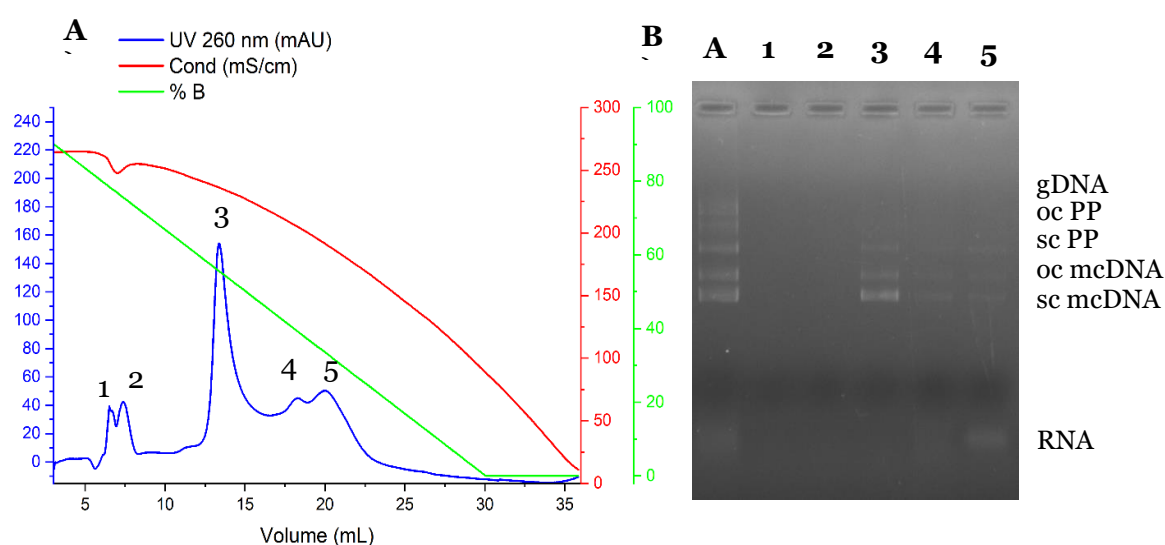 A
UV 260 nm (mAU)
Cond (mS/cm)
% B
240
220
200
180
160
140
120
100
80
60
40
20
0
1
2
3
4
5
300
250
200
150
100
50
0
100
80
60
40
20
0
5
10
15
20
25
30
35
Volume (mL)
B
A 1 2 3 4 5
gDNA
oc PP
sc PP
oc mcDNA
sc mcDNA
RNA